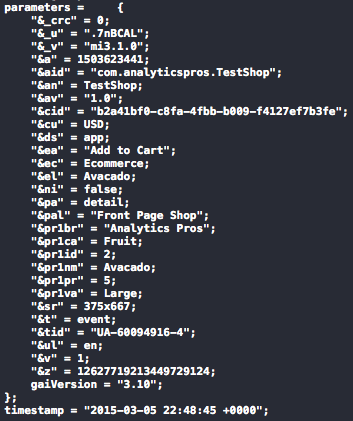 parameters =     {
    "&_crc" = 0;
    "&_u" = ".7nBCAL";
    "&_v" = "mi3.1.0";
    "&a" = 1503623441;
    "&aid" = "com.analyticspros.TestShop";
    "&an" = TestShop;
    "&av" = "1.0";
    "&cid" = "b2a41bf0-c8fa-4fbb-b009-f4127ef7b3fe";
    "&cu" = USD;
    "&ds" = app;
    "&ea" = "Add to Cart";
    "&ec" = Ecommerce;
    "&el" = Avacado;
    "&ni" = false;
    "&pa" = detail;
    "&pal" = "Front Page Shop";
    "&pr1br" = "Analytics Pros";
    "&pr1ca" = Fruit;
    "&pr1id" = 2;
    "&pr1nm" = Avacado;
    "&pr1pr" = 5;
    "&pr1va" = Large;
    "&sr" = 375x667;
    "&t" = event;
    "&tid" = "UA-60094916-4";
    "&ul" = en;
    "&v" = 1;
    "&z" = 12627719213449729124;
    gaiVersion = "3.10";
};
timestamp = "2015-03-05 22:48:45 +0000";